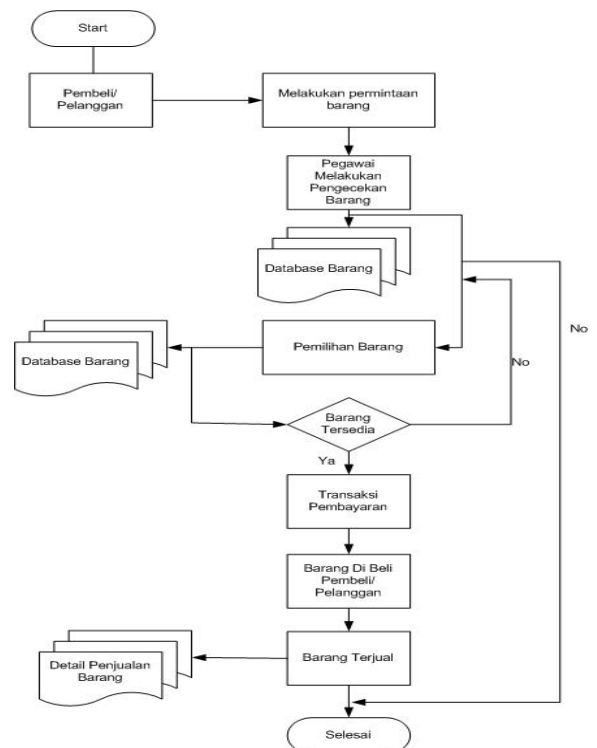 Start
Pembeli/
Pelanggan
Melakukan permintaan
barang
Pegawai
Melakukan
Pengecekan
Barang
Database Barang
No
Pemilihan Barang
Database Barang
No
Barang
Tersedia
Ya
Transaksi
Pembayaran
Barang Di Beli
Pembeli/
Pelanggan
Barang Terjual
Detail Penjualan
Barang
Selesai